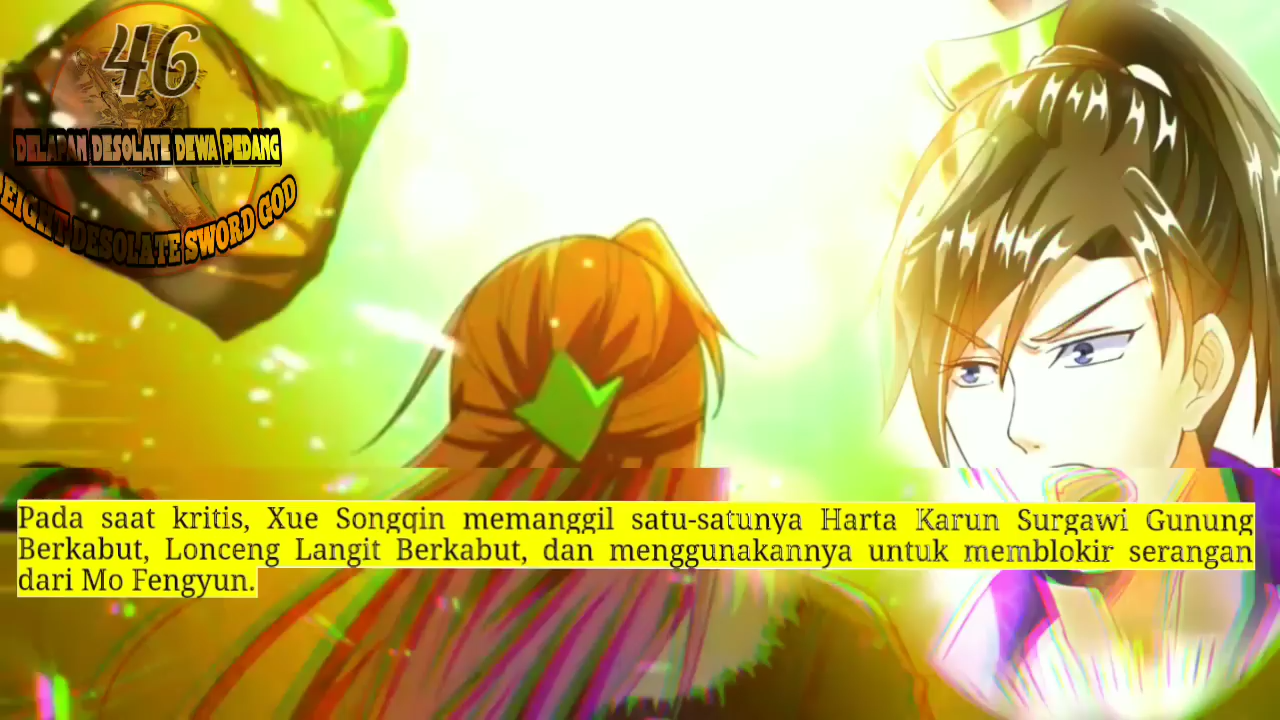 46
DELAPAN DESOLATE DEWA PEDANG
EIGHT DESOLATE SWORD GOD
Pada saat kritis, Xue Songqin memanggil satu-satunya Harta Karun Surgawi Gunung
Berkabut, Lonceng Langit Berkabut, dan menggunakannya untuk memblokir serangan
dari Mo Fengyun.